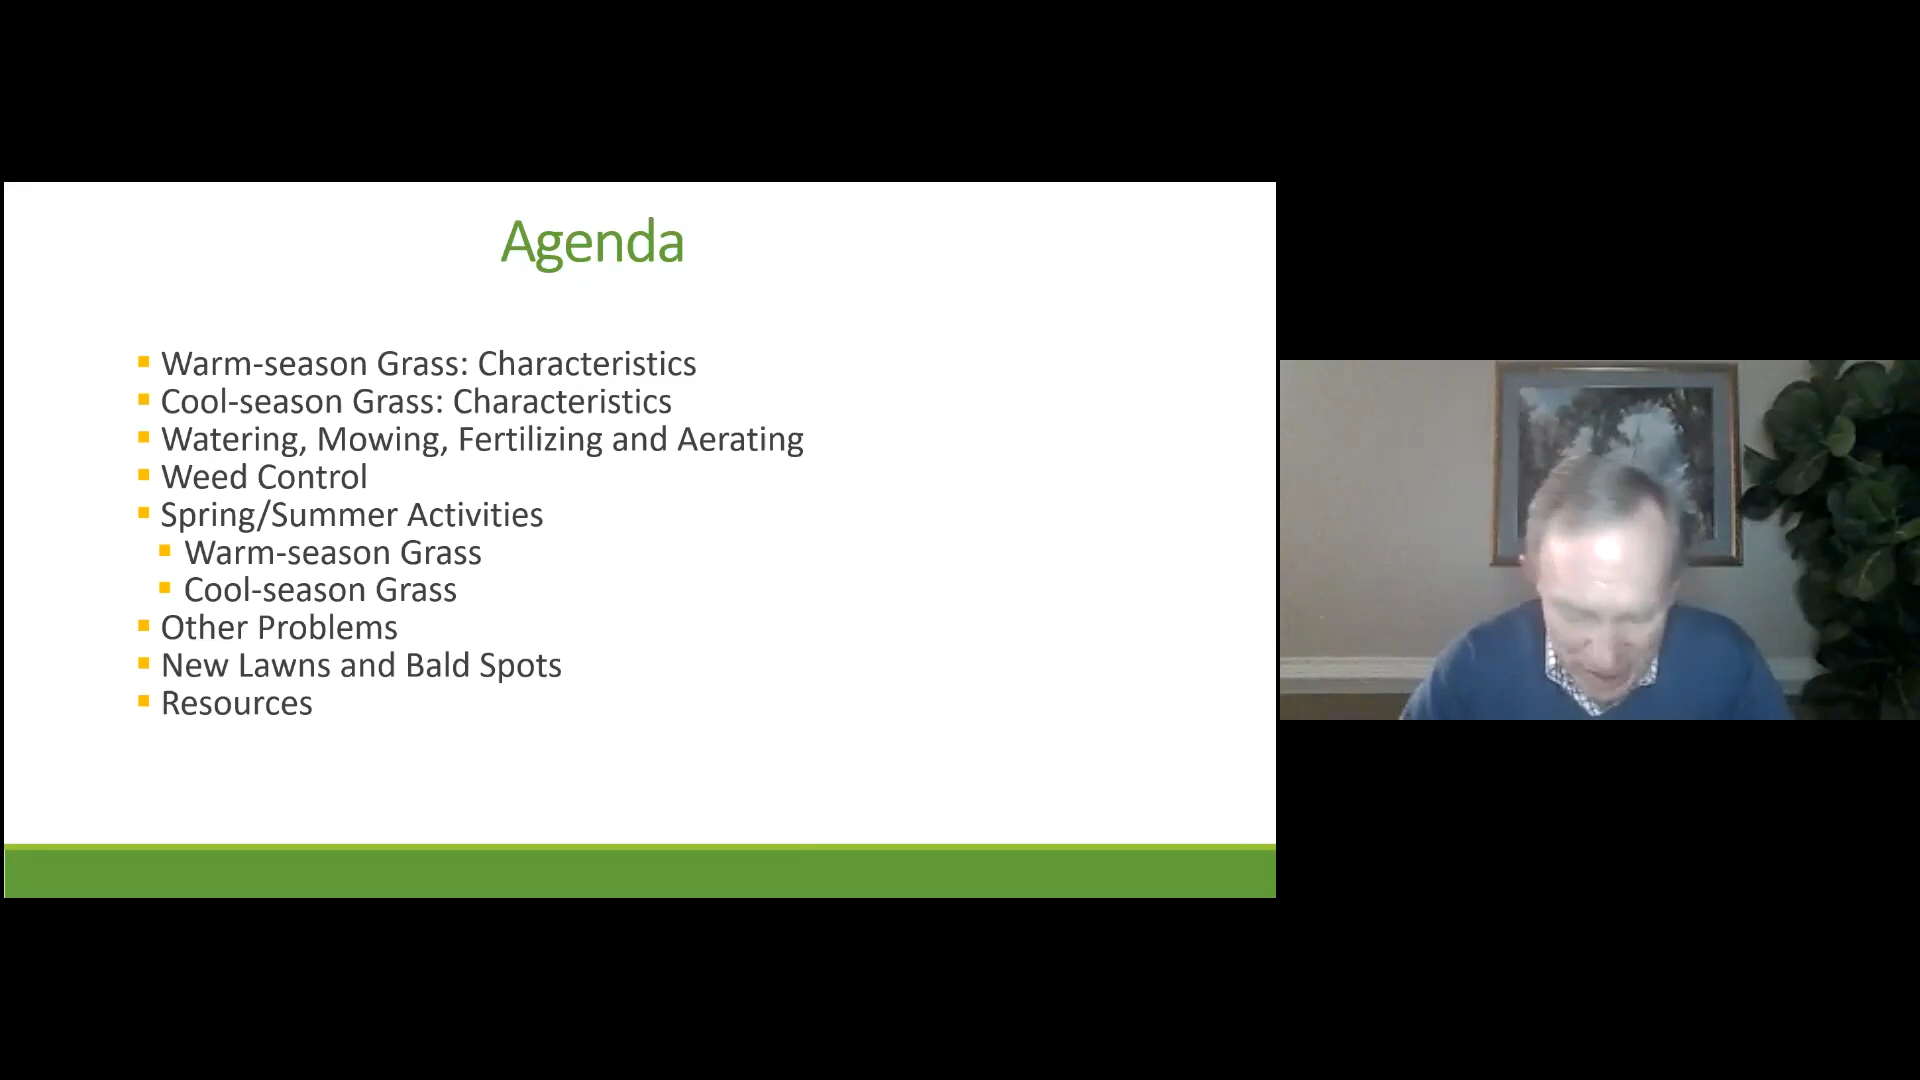 Agenda
Warm-season Grass: Characteristics
Cool-season Grass: Characteristics
Watering, Mowing, Fertilizing and Aerating
Weed Control
Spring/Summer Activities
Warm-season Grass
Cool-season Grass
Other Problems
New Lawns and Bald Spots
Resources